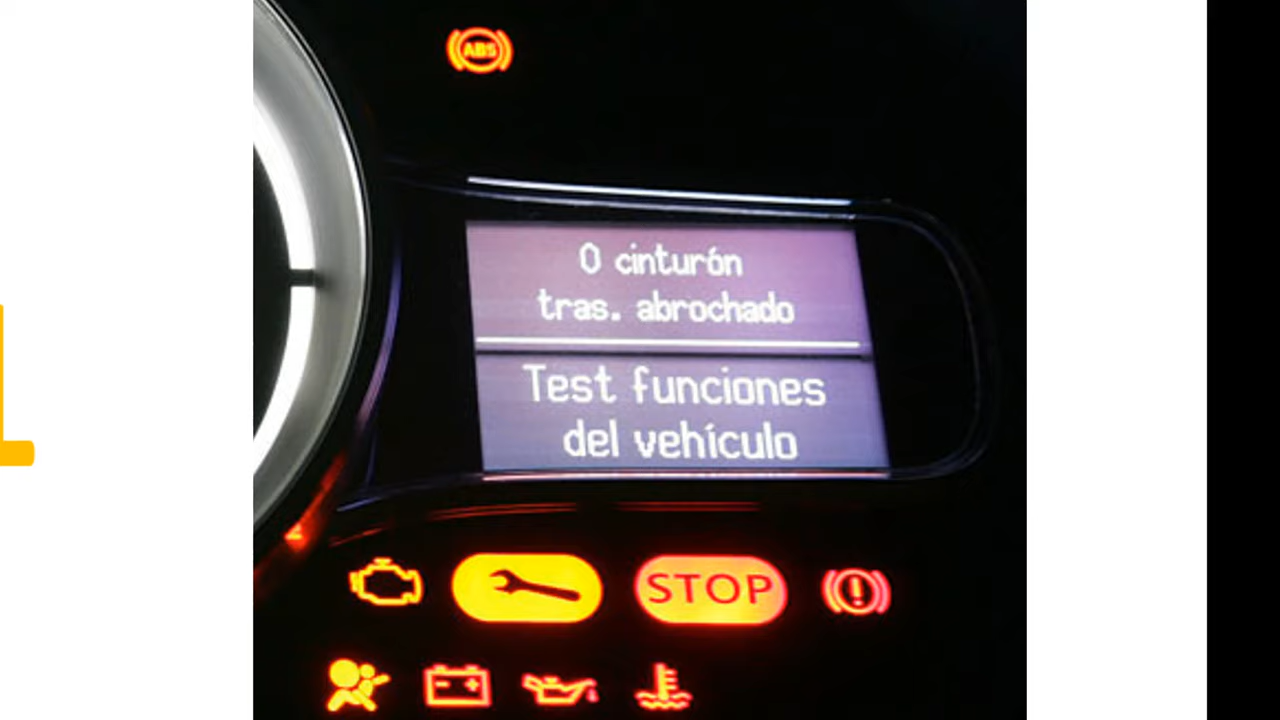 ABS
0 cinturón
tras. abrochado
Test funciones
del vehículo
STOP